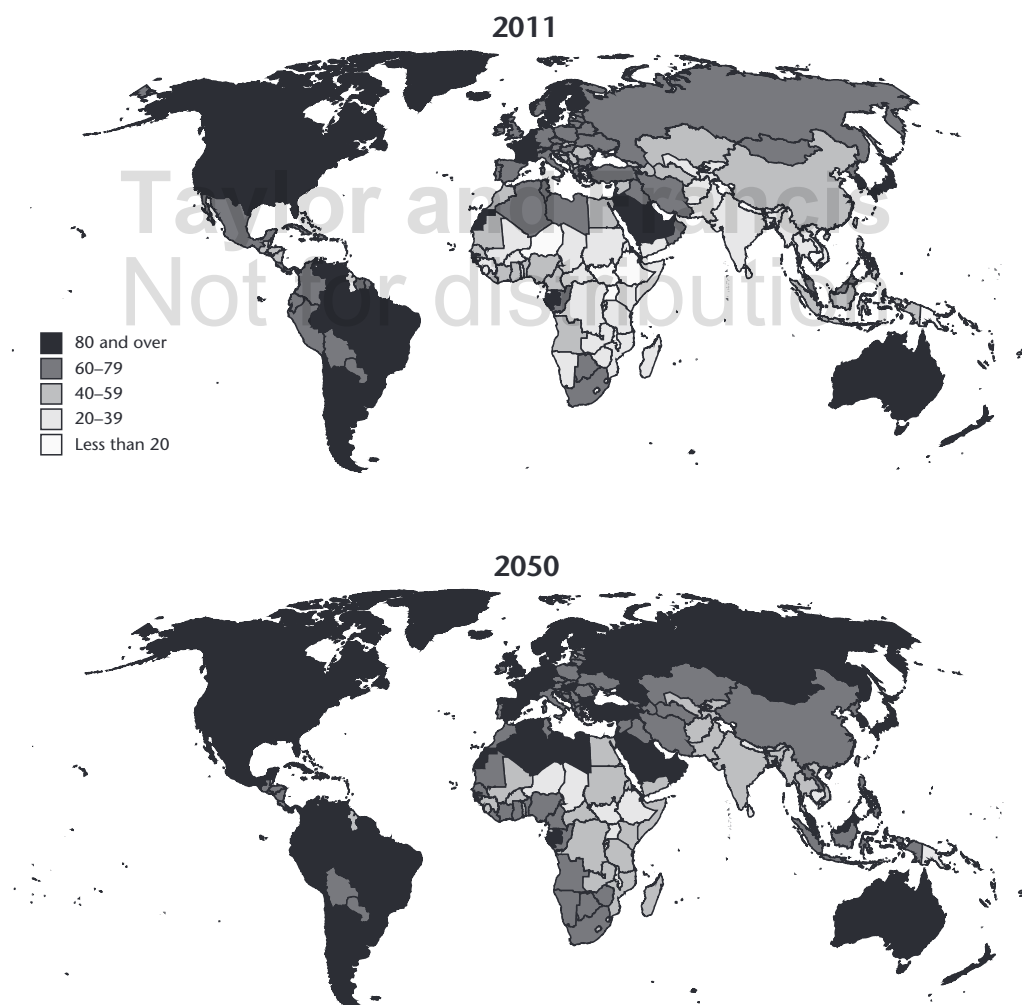 2011
Taylor and Francis
Not for distribution
80 and over
60–79
40–59
20–39
Less than 20
2050